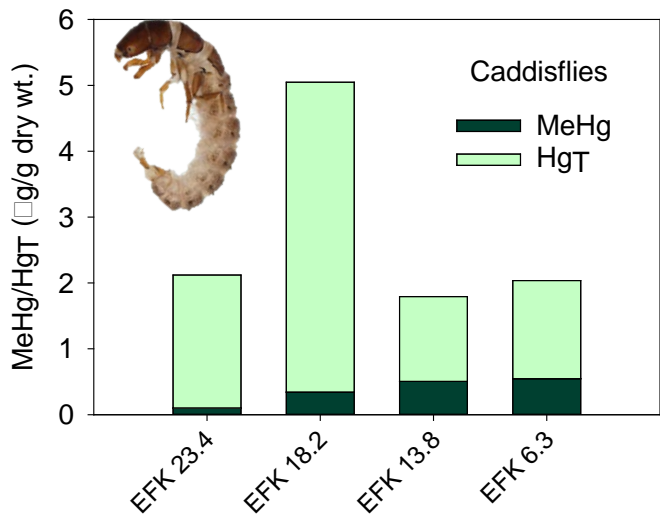 6
5
4
3
2
1
0
MeHg/HgT (□g/g dry wt.)
Caddisflies
MeHg
HgT
EFK 23.4
EFK 18.2
EFK 13.8
EFK 6.3